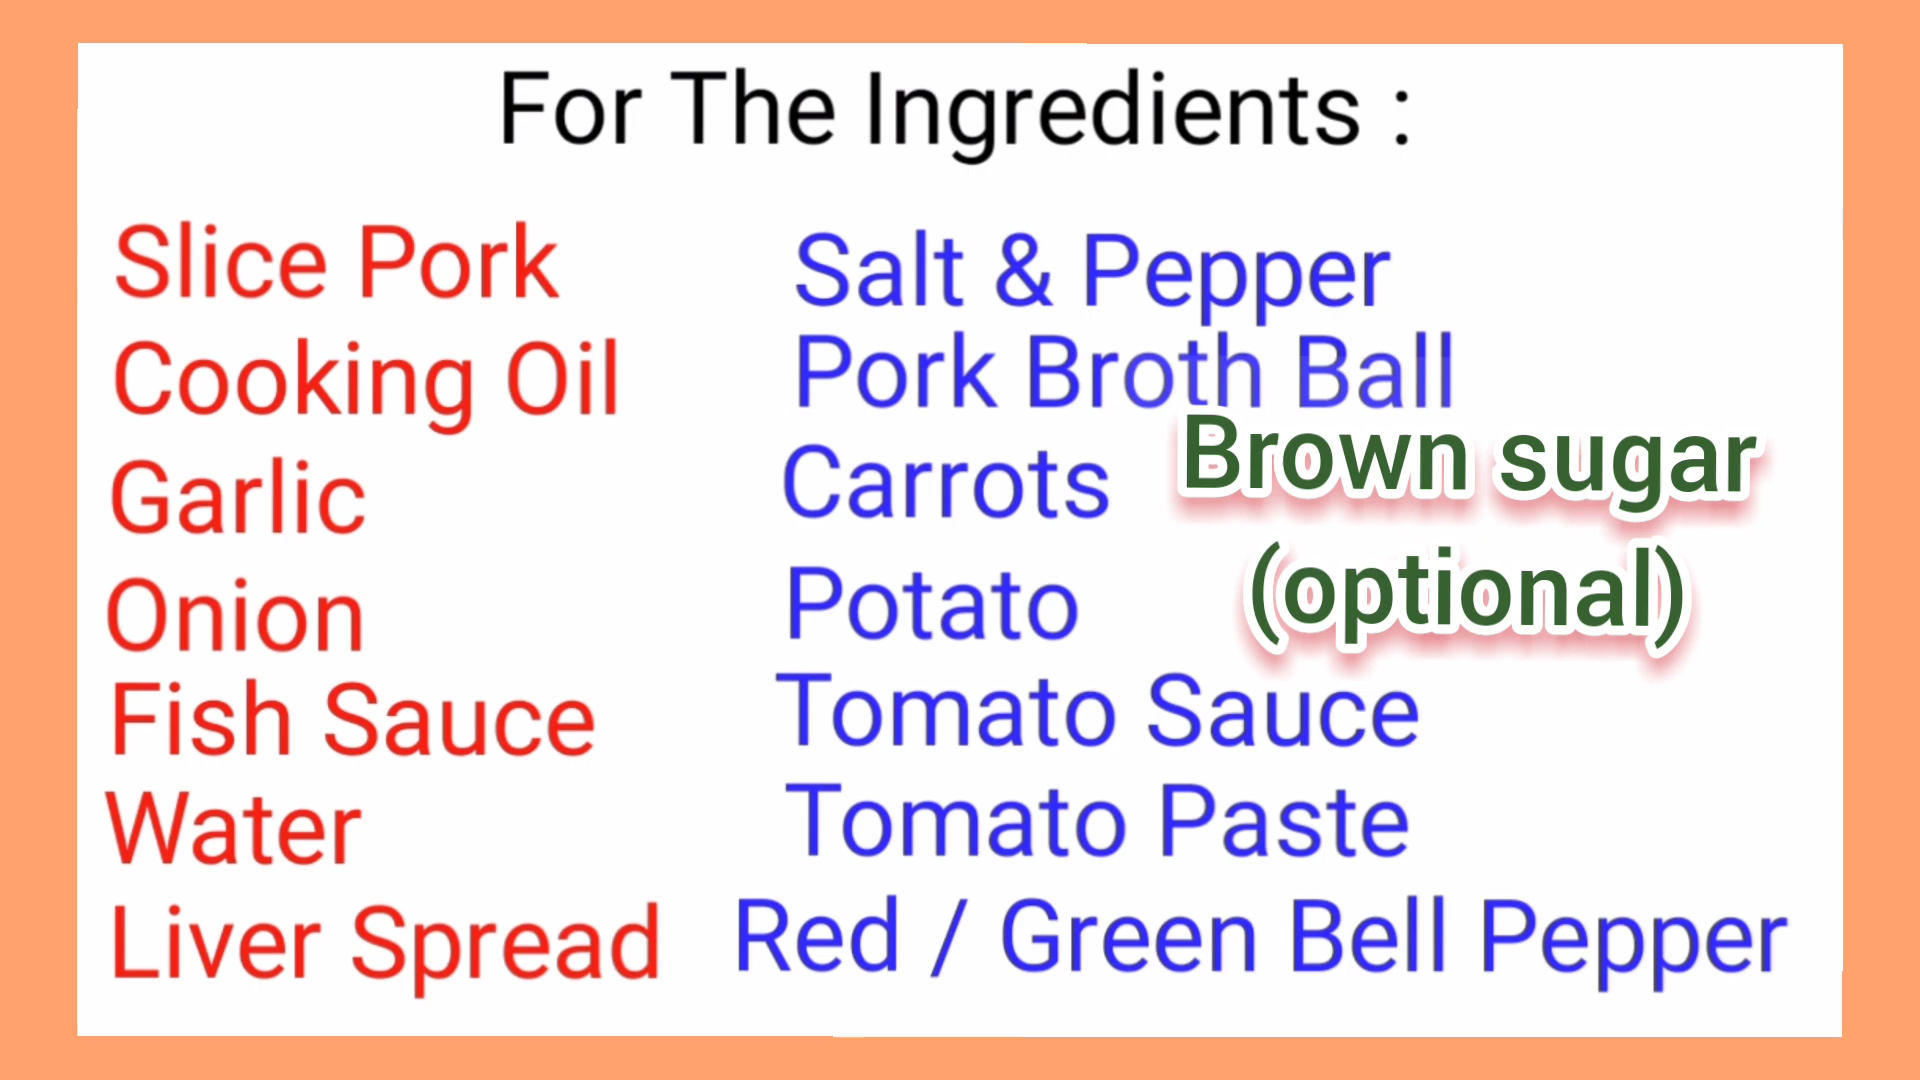 For The Ingredients :
Slice Pork
Cooking Oil
Garlic
Onion
Fish Sauce
Water
Liver Spread
Salt & Pepper
Pork Broth Ball
Carrots
Potato
Tomato Sauce
Tomato Paste
Red / Green Bell Pepper
Brown sugar
(optional)